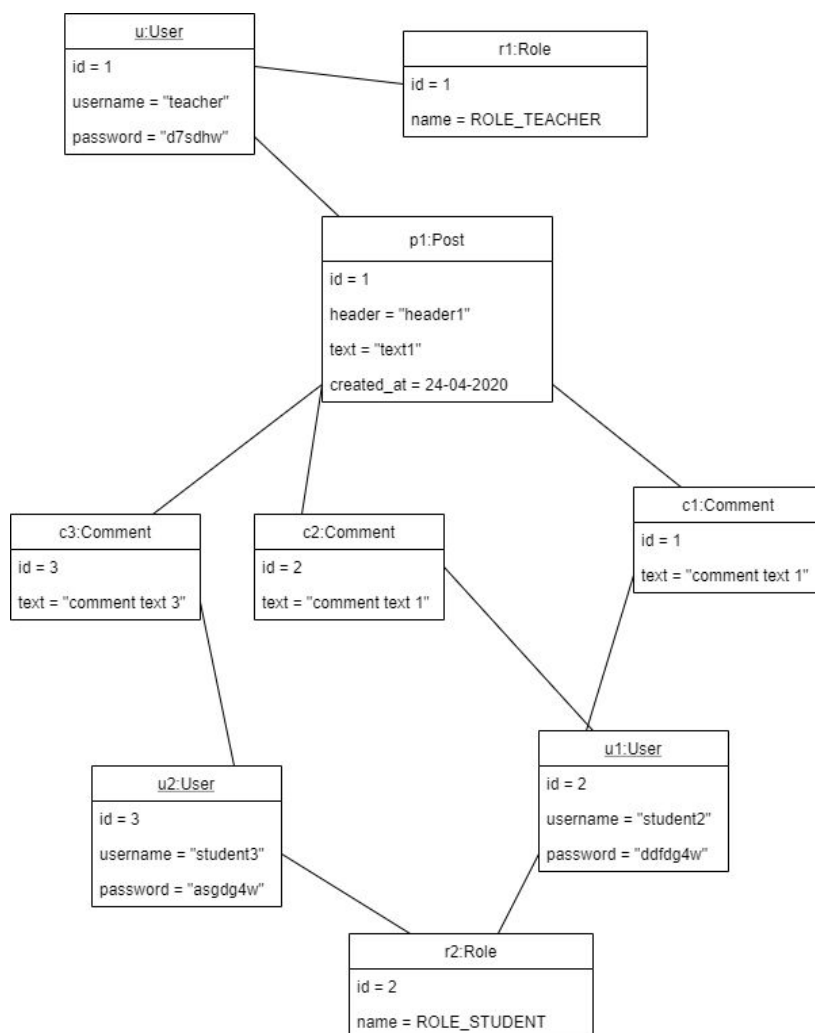 u:User
id = 1
username = "teacher"
password = "d7sdhw"
r1:Role
id = 1
name = ROLE_TEACHER
p1:Post
id = 1
header = "header1"
text = "text1"
created_at = 24-04-2020
c3:Comment
id = 3
text = "comment text 3"
c2:Comment
id = 2
text = "comment text 1"
c1:Comment
id = 1
text = "comment text 1"
u2:User
id = 3
username = "student3"
password = "asgdg4w"
u1:User
id = 2
username = "student2"
password = "ddfdg4w"
r2:Role
id = 2
name = ROLE_STUDENT